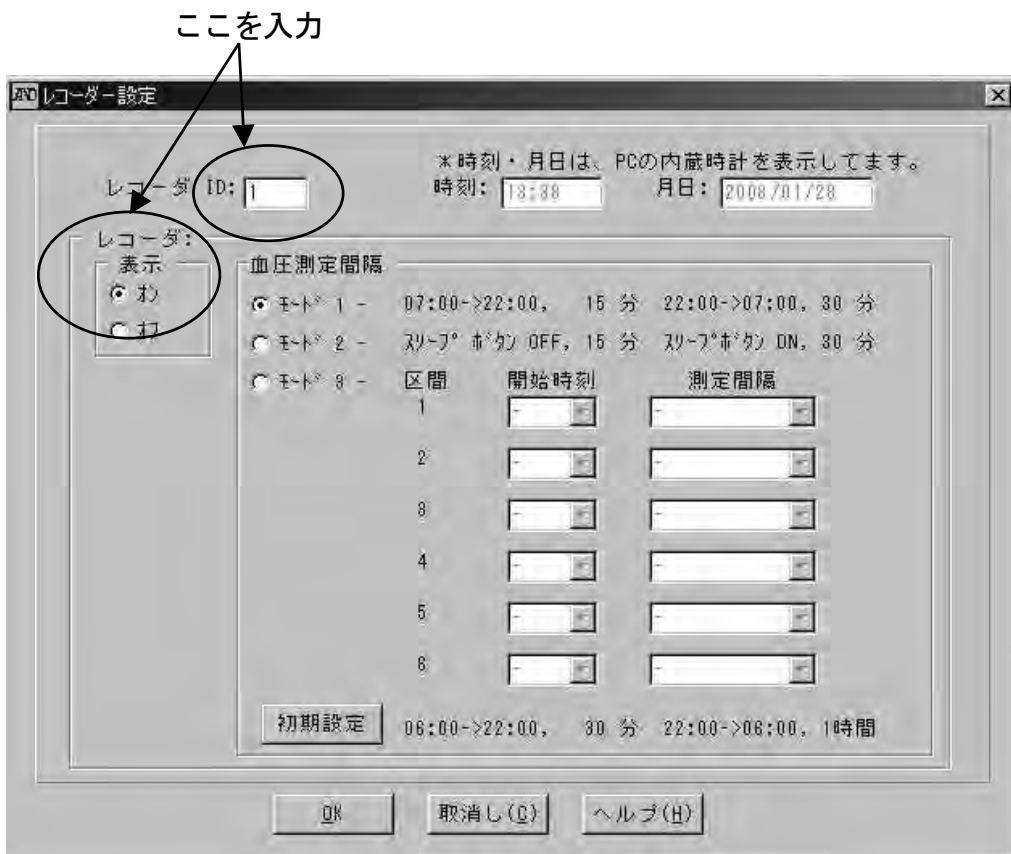 ここを入力
AND レコーダー設定
*時刻・月日は、PCの内蔵時計を表示してます。
レコーダ ID: 1 時刻: 13:38 月日: 2008/01/28
レコーダ:
表示
オン
オフ
血圧測定間隔
モード 1 - 07:00->22:00, 15 分 22:00->07:00, 30 分
モード 2 - スリープ ボタン OFF, 15 分 スリープボタン ON, 30 分
モード 3 - 区間 開始時刻 測定間隔
1 - -
2 - -
3 - -
4 - -
5 - -
6 - -
初期設定 06:00->22:00, 30 分 22:00->06:00, 1時間
OK 取消し(C) ヘルプ(H)